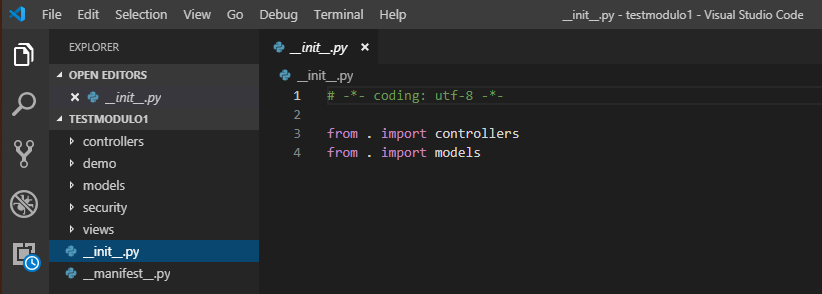 File Edit Selection View Go Debug Terminal Help __init__.py - testmodulo1 - Visual Studio Code
EXPLORER
OPEN EDITORS
__init__.py
TESTMODULO1
controllers
demo
models
security
views
__init__.py
__manifest__.py
__init__.py
__init__.py
1 # -*- coding: utf-8 -*-
2
3 from . import controllers
4 from . import models